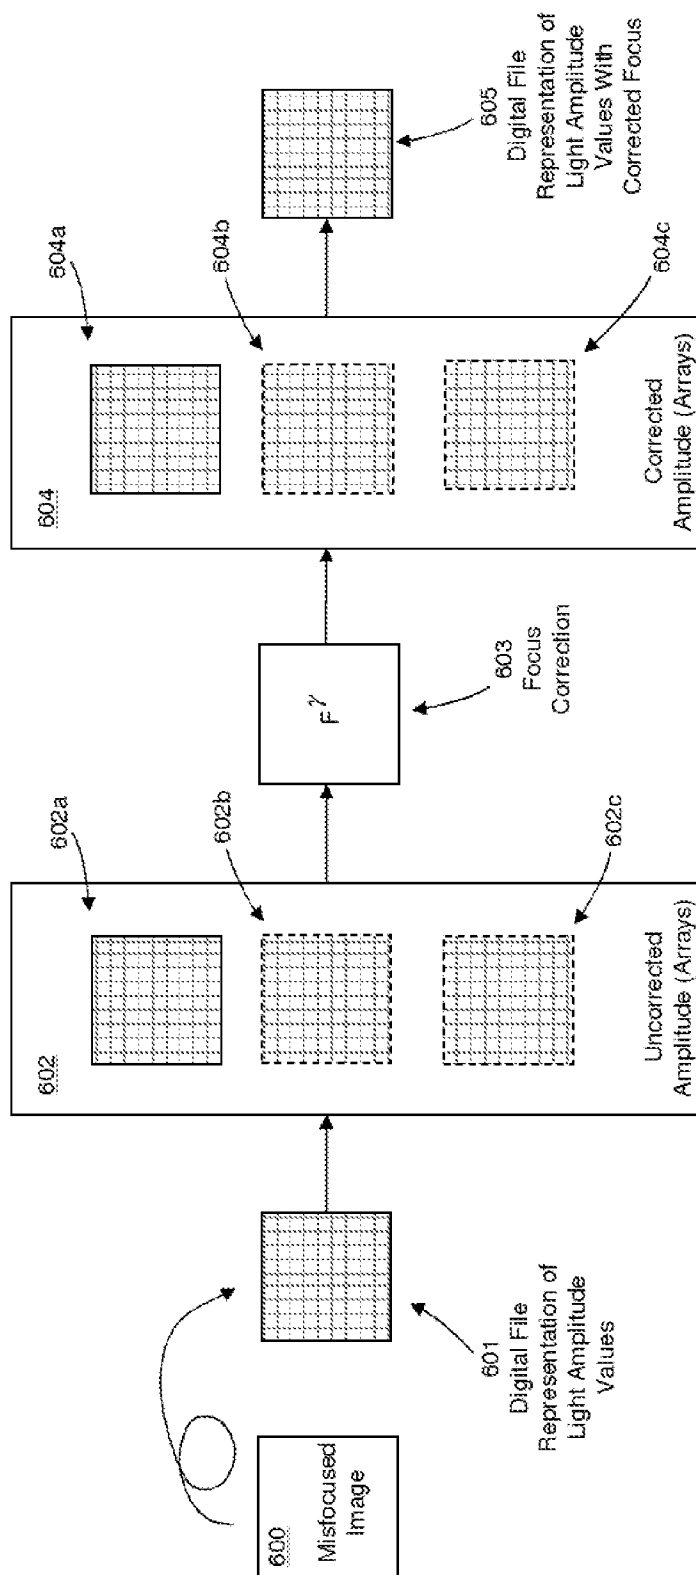 600
Misfocused
Image
601
Digital File
Representation of
Light Amplitude
Values
602
602a
602b
602c
Uncorrected
Amplitude (Arrays)
F^γ
603
Focus
Correction
604
604a
604b
604c
Corrected
Amplitude (Arrays)
605
Digital File
Representation of
Light Amplitude
Values With
Corrected Focus